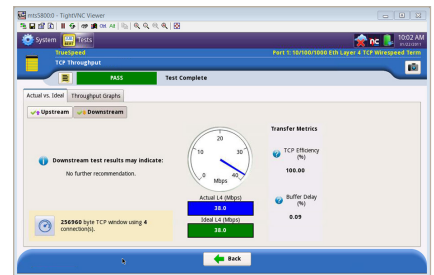 mts5800:0 - TightVNC Viewer
System
Tests
nc
10:02 AM
TrueSpeed
Port 1: 10/100/1000 Eth Layer 4 TCP Wirespeed Term
TCP Throughput
PASS
Test Complete
Actual vs. Ideal
Throughput Graphs
Upstream
Downstream
Downstream test results may indicate:
No further recommendation.
256960 byte TCP window using 4
connection(s).
20
10
30
0
40
Mbps
Actual L4 (Mbps)
38.0
Ideal L4 (Mbps)
38.0
Transfer Metrics
TCP Efficiency
(%)
100.00
Buffer Delay
(%)
0.09
Back